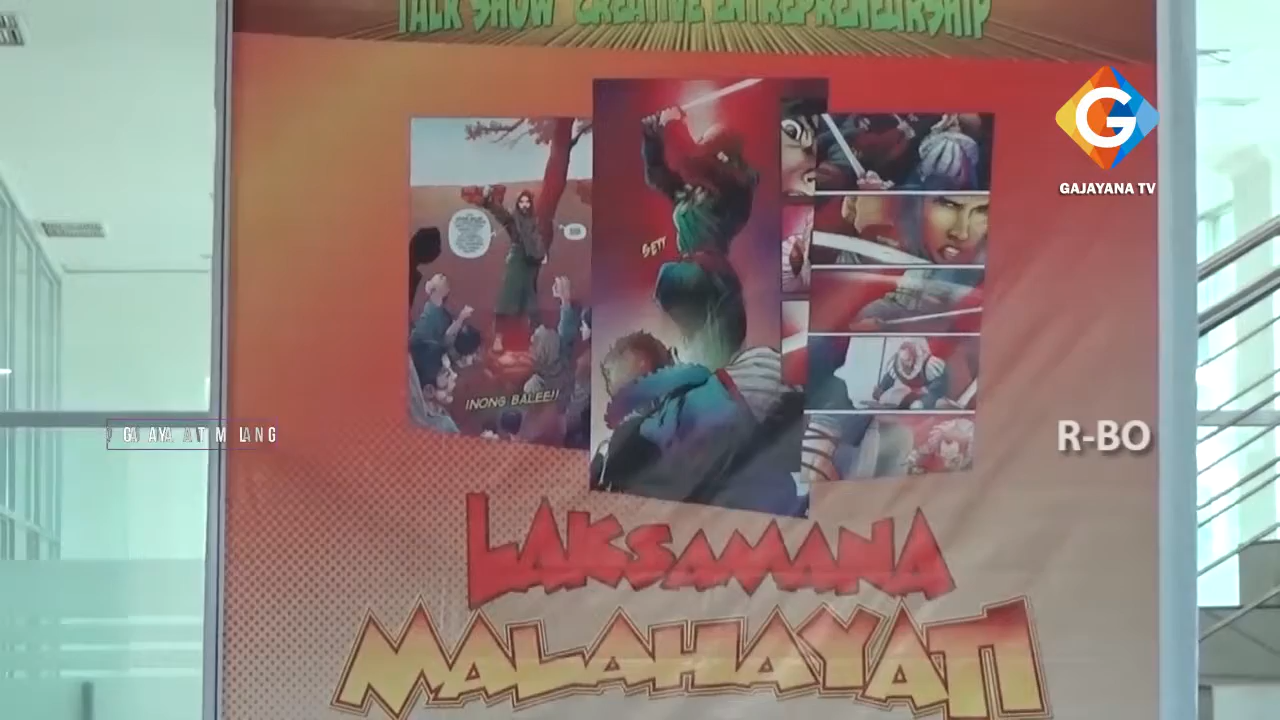 TALK SHOW CREATIVE ENTREPRENEURSHIP
G
GAJAYANA TV
INONG BALEE!!
R-BO
LAKSAMANA
MALAHAYATI